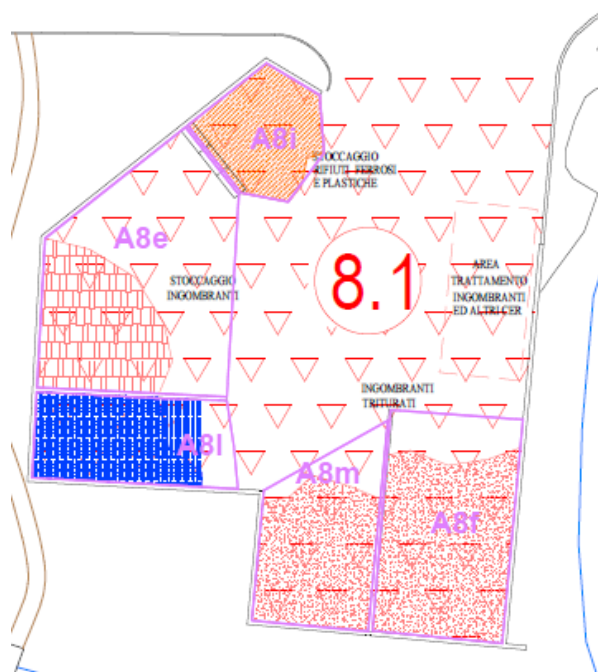 A8i
STOCCAGGIO
RIFIUTI FERROSI
E PLASTICHE
A8e
STOCCAGGIO
INGOMBRANTI
8.1
AREA
TRATTAMENTO
INGOMBRANTI
ED ALTRI CER
INGOMBRANTI
TRITURATI
A8l
A8m
A8f